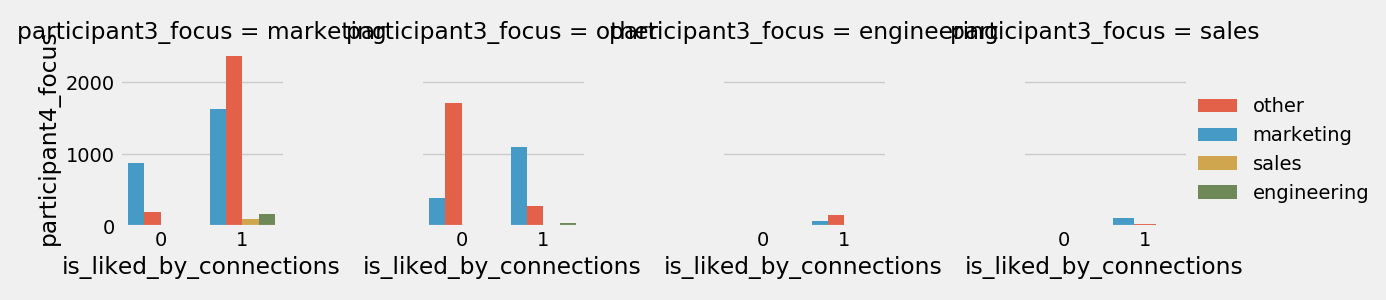 participant3_focus = marketing
participant3_focus = other
participant3_focus = engineering
participant3_focus = sales
participant4_focus
2000
1000
0
0 1
0 1
0 1
0 1
is_liked_by_connections
is_liked_by_connections
is_liked_by_connections
is_liked_by_connections
other
marketing
sales
engineering